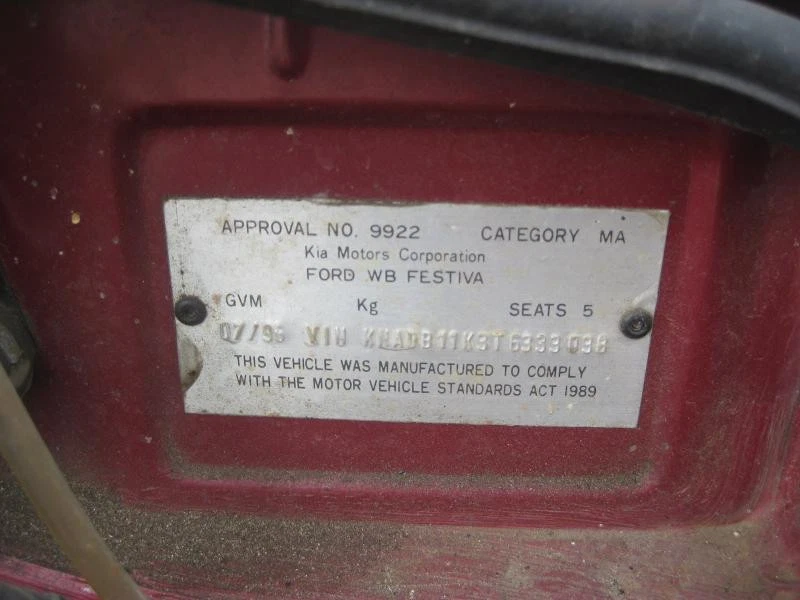 APPROVAL NO. 9922 CATEGORY MA
Kia Motors Corporation
FORD WB FESTIVA
GVM Kg SEATS 5
VIN
THIS VEHICLE WAS MANUFACTURED TO COMPLY
WITH THE MOTOR VEHICLE STANDARDS ACT 1989